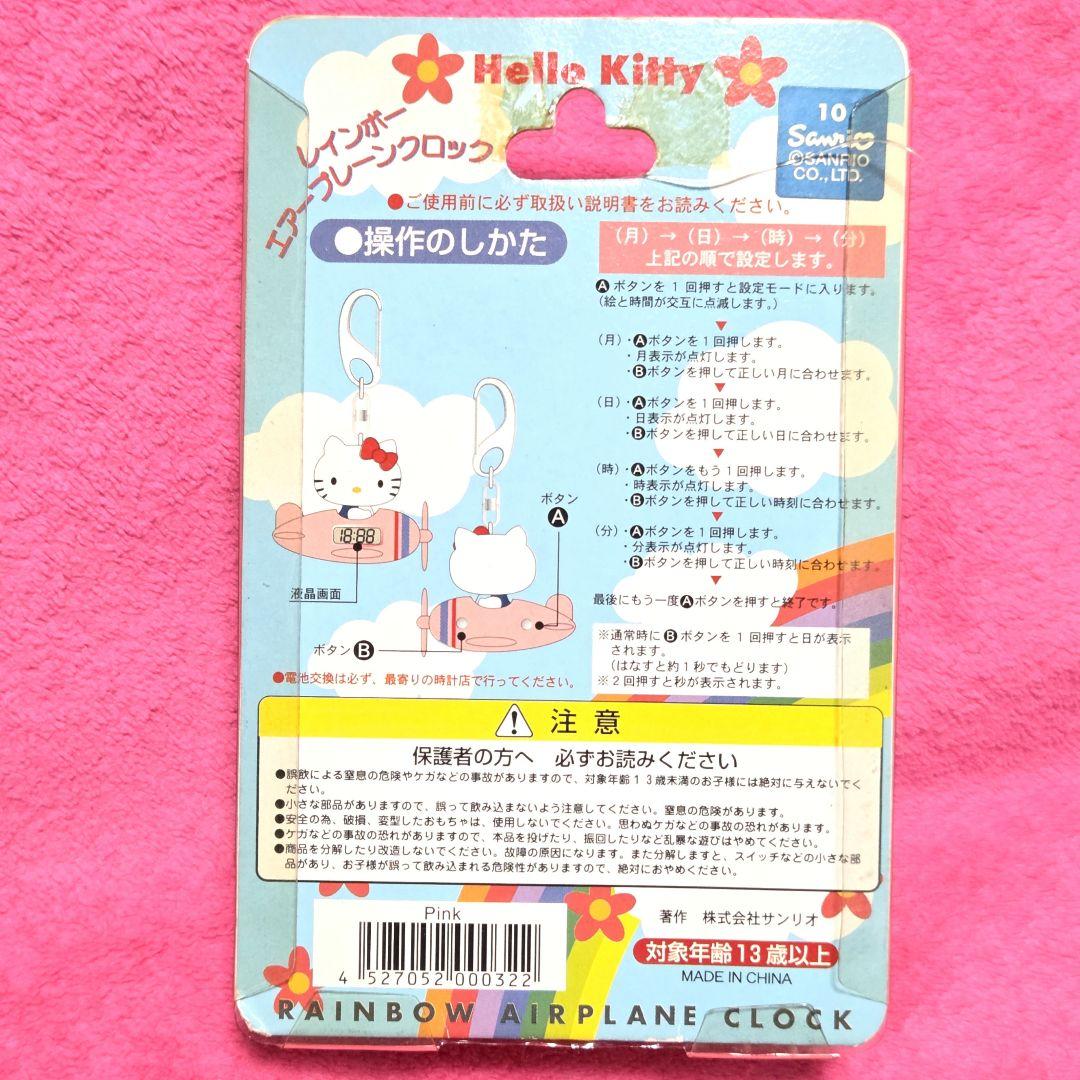 Hello Kitty
レインボー
エアープレーンクロック
10
Sanrio
©SANRIO
CO., LTD.
●ご使用前に必ず取扱い説明書をお読みください。
●操作のしかた
（月）→（日）→（時）→（分）
上記の順で設定します。
Ⓐボタンを1回押すと設定モードに入ります。
（絵と時間が交互に点滅します。）
▼
（月）・Ⓐボタンを1回押します。
・月表示が点灯します。
・Ⓑボタンを押して正しい月に合わせます。
▼
（日）・Ⓐボタンを1回押します。
・日表示が点灯します。
・Ⓑボタンを押して正しい日に合わせます。
▼
（時）・Ⓐボタンをもう1回押します。
・時表示が点灯します。
・Ⓑボタンを押して正しい時刻に合わせます。
▼
（分）・Ⓐボタンを1回押します。
・分表示が点灯します。
・Ⓑボタンを押して正しい時刻に合わせます。
▼
最後にもう一度Ⓐボタンを押すと終了です。
※通常時にⒷボタンを1回押すと日が表示
されます。
（はなすと約1秒でもどります）
※2回押すと秒が表示されます。
18:88
液晶画面
ボタン
Ⓐ
ボタンⒷ
●電池交換は必ず、最寄りの時計店で行ってください。
⚠ 注意
保護者の方へ　必ずお読みください
●誤飲による窒息の危険やケガなどの事故がありますので、対象年齢13歳未満のお子様には絶対に与えないでく
ださい。
●小さな部品がありますので、誤って飲み込まないよう注意してください。窒息の危険があります。
●安全の為、破損、変型したおもちゃは、使用しないでください。思わぬケガなどの事故の恐れがあります。
●ケガなどの事故の恐れがありますので、本品を投げたり、振回したりなど乱暴な遊びはやめてください。
●商品を分解したり改造しないでください。故障の原因になります。また分解しますと、スイッチなどの小さな部
品があり、お子様が誤って飲み込まれる危険性がありますので、絶対におやめください。
Pink
4 527052 000322
著作　株式会社サンリオ
対象年齢13歳以上
MADE IN CHINA
RAINBOW AIRPLANE CLOCK